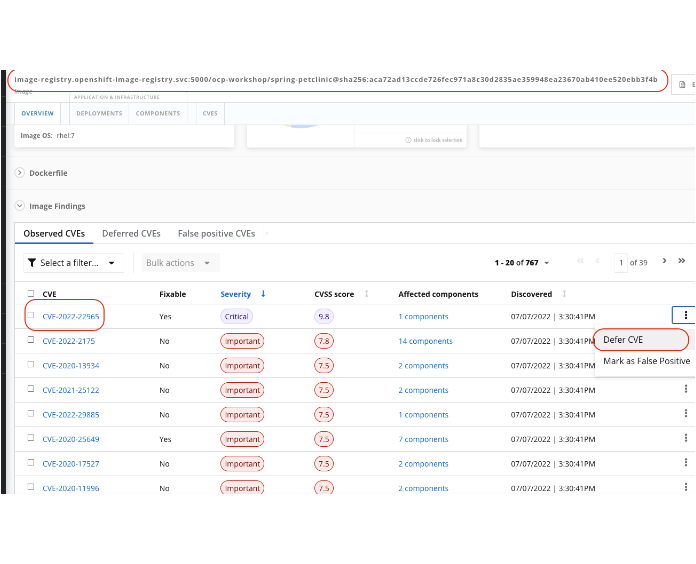 image-registry.openshift-image-registry.svc:5000/ocp-workshop/spring-petclinic@sha256:aca72ad13ccde726fec971a8c30d2835ae359948ea23670ab410ee520ebb3f4b
Image
APPLICATION & INFRASTRUCTURE
OVERVIEW DEPLOYMENTS COMPONENTS CVES
Image OS: rhel:7
click to lock selection
Dockerfile
Image Findings
Observed CVEs Deferred CVEs False positive CVEs
Select a filter... Bulk actions 1 - 20 of 767 1 of 39
CVE Fixable Severity CVSS score Affected components Discovered
CVE-2022-22965 Yes Critical 9.8 1 components 07/07/2022 | 3:30:41PM
Defer CVE
CVE-2022-2175 No Important 7.8 14 components 07/07/2022 | 3:30:41PM
Mark as False Positive
CVE-2020-13934 No Important 7.5 2 components 07/07/2022 | 3:30:41PM
CVE-2021-25122 No Important 7.5 2 components 07/07/2022 | 3:30:41PM
CVE-2022-29885 No Important 7.5 1 components 07/07/2022 | 3:30:41PM
CVE-2020-25649 Yes Important 7.5 7 components 07/07/2022 | 3:30:41PM
CVE-2020-17527 No Important 7.5 2 components 07/07/2022 | 3:30:41PM
CVE-2020-11996 No Important 7.5 2 components 07/07/2022 | 3:30:41PM